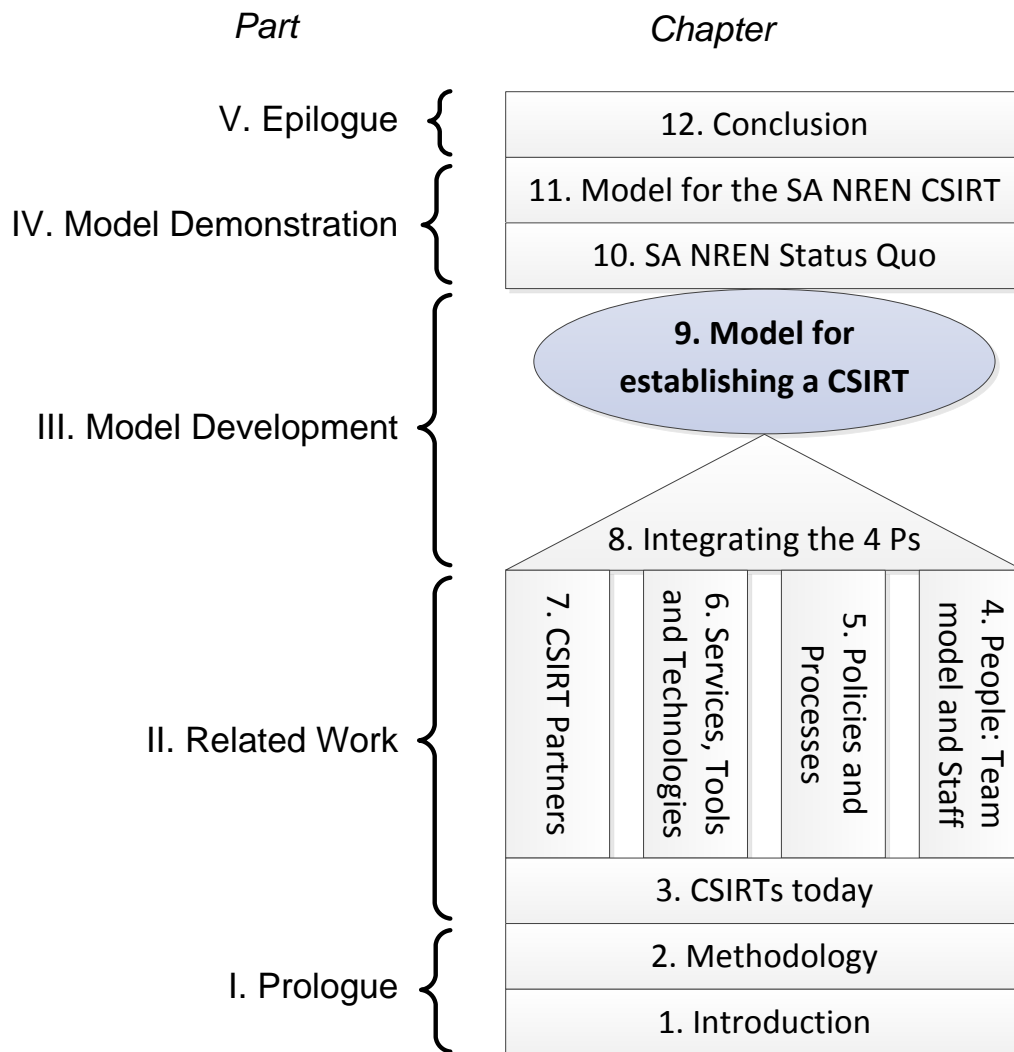 Part
Chapter
V. Epilogue
12. Conclusion
IV. Model Demonstration
11. Model for the SA NREN CSIRT
10. SA NREN Status Quo
III. Model Development
9. Model for
establishing a CSIRT
8. Integrating the 4 Ps
II. Related Work
7. CSIRT Partners
6. Services, Tools
and Technologies
5. Policies and
Processes
4. People: Team
model and Staff
3. CSIRTs today
I. Prologue
2. Methodology
1. Introduction